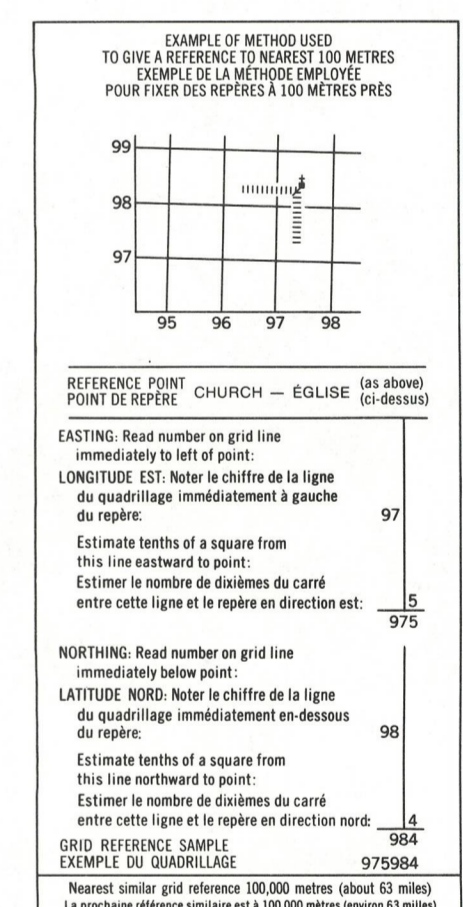 EXAMPLE OF METHOD USED
TO GIVE A REFERENCE TO NEAREST 100 METRES
EXEMPLE DE LA MÉTHODE EMPLOYÉE
POUR FIXER DES REPÈRES À 100 MÈTRES PRÈS
99
98
97
95 96 97 98
REFERENCE POINT
POINT DE REPÈRE CHURCH — ÉGLISE (as above)
(ci-dessus)
EASTING: Read number on grid line
immediately to left of point:
LONGITUDE EST: Noter le chiffre de la ligne
du quadrillage immédiatement à gauche
du repère: 97
Estimate tenths of a square from
this line eastward to point:
Estimer le nombre de dixièmes du carré
entre cette ligne et le repère en direction est: 5
975
NORTHING: Read number on grid line
immediately below point:
LATITUDE NORD: Noter le chiffre de la ligne
du quadrillage immédiatement en-dessous
du repère: 98
Estimate tenths of a square from
this line northward to point:
Estimer le nombre de dixièmes du carré
entre cette ligne et le repère en direction nord: 4
984
GRID REFERENCE SAMPLE
EXEMPLE DU QUADRILLAGE 975984
Nearest similar grid reference 100,000 metres (about 63 miles)
La prochaine référence similaire est à 100,000 mètres (environ 63 milles)